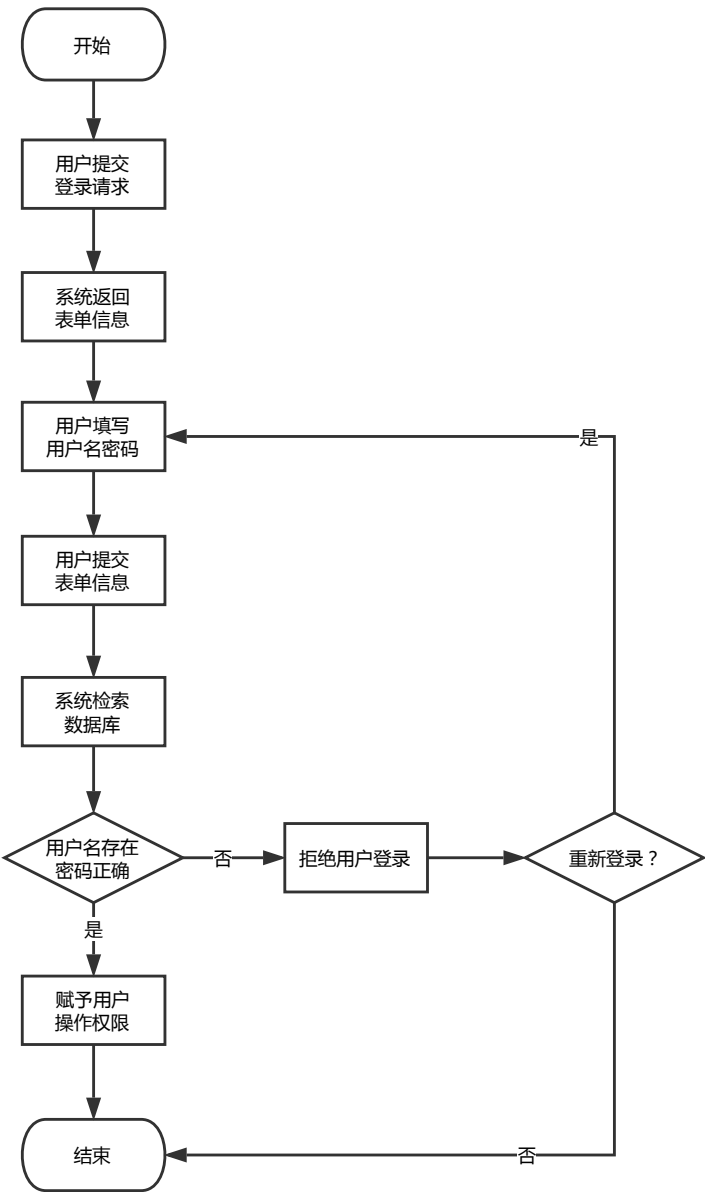 开始
用户提交
登录请求
系统返回
表单信息
用户填写
用户名密码
是
用户提交
表单信息
系统检索
数据库
用户名存在
密码正确
否
拒绝用户登录
重新登录？
是
赋予用户
操作权限
结束
否